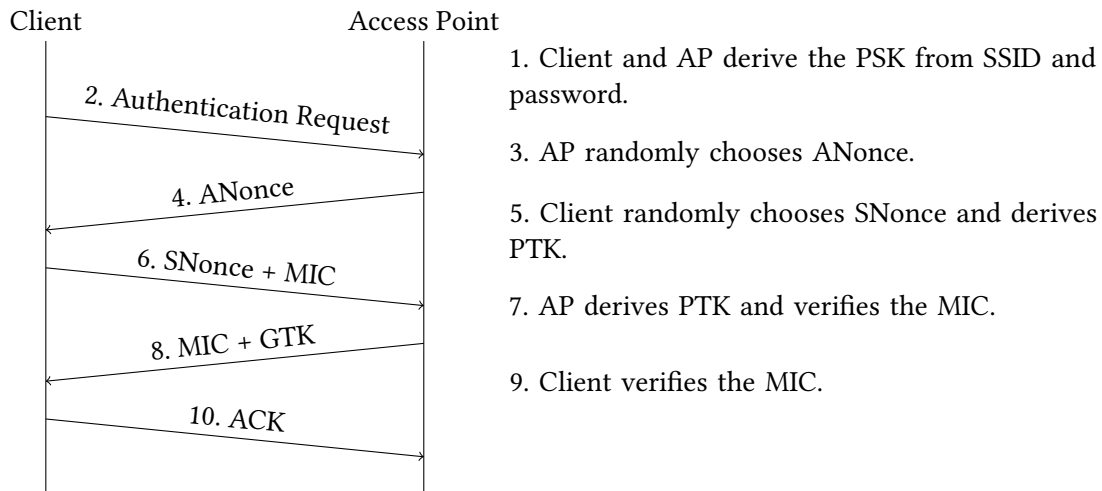 Client
Access Point
1. Client and AP derive the PSK from SSID and
password.
2. Authentication Request
3. AP randomly chooses ANonce.
4. ANonce
5. Client randomly chooses SNonce and derives
PTK.
6. SNonce + MIC
7. AP derives PTK and verifies the MIC.
8. MIC + GTK
9. Client verifies the MIC.
10. ACK